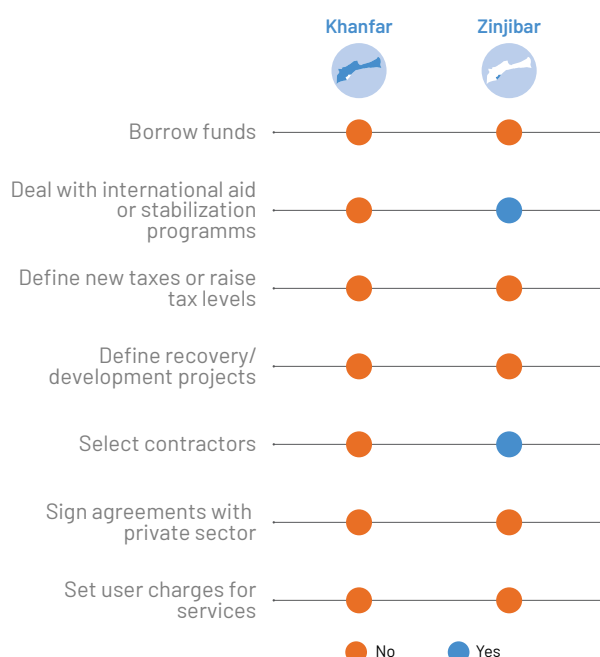 Khanfar
Zinjibar
Borrow funds
Deal with international aid
or stabilization
programms
Define new taxes or raise
tax levels
Define recovery/
development projects
Select contractors
Sign agreements with
private sector
Set user charges for
services
No
Yes